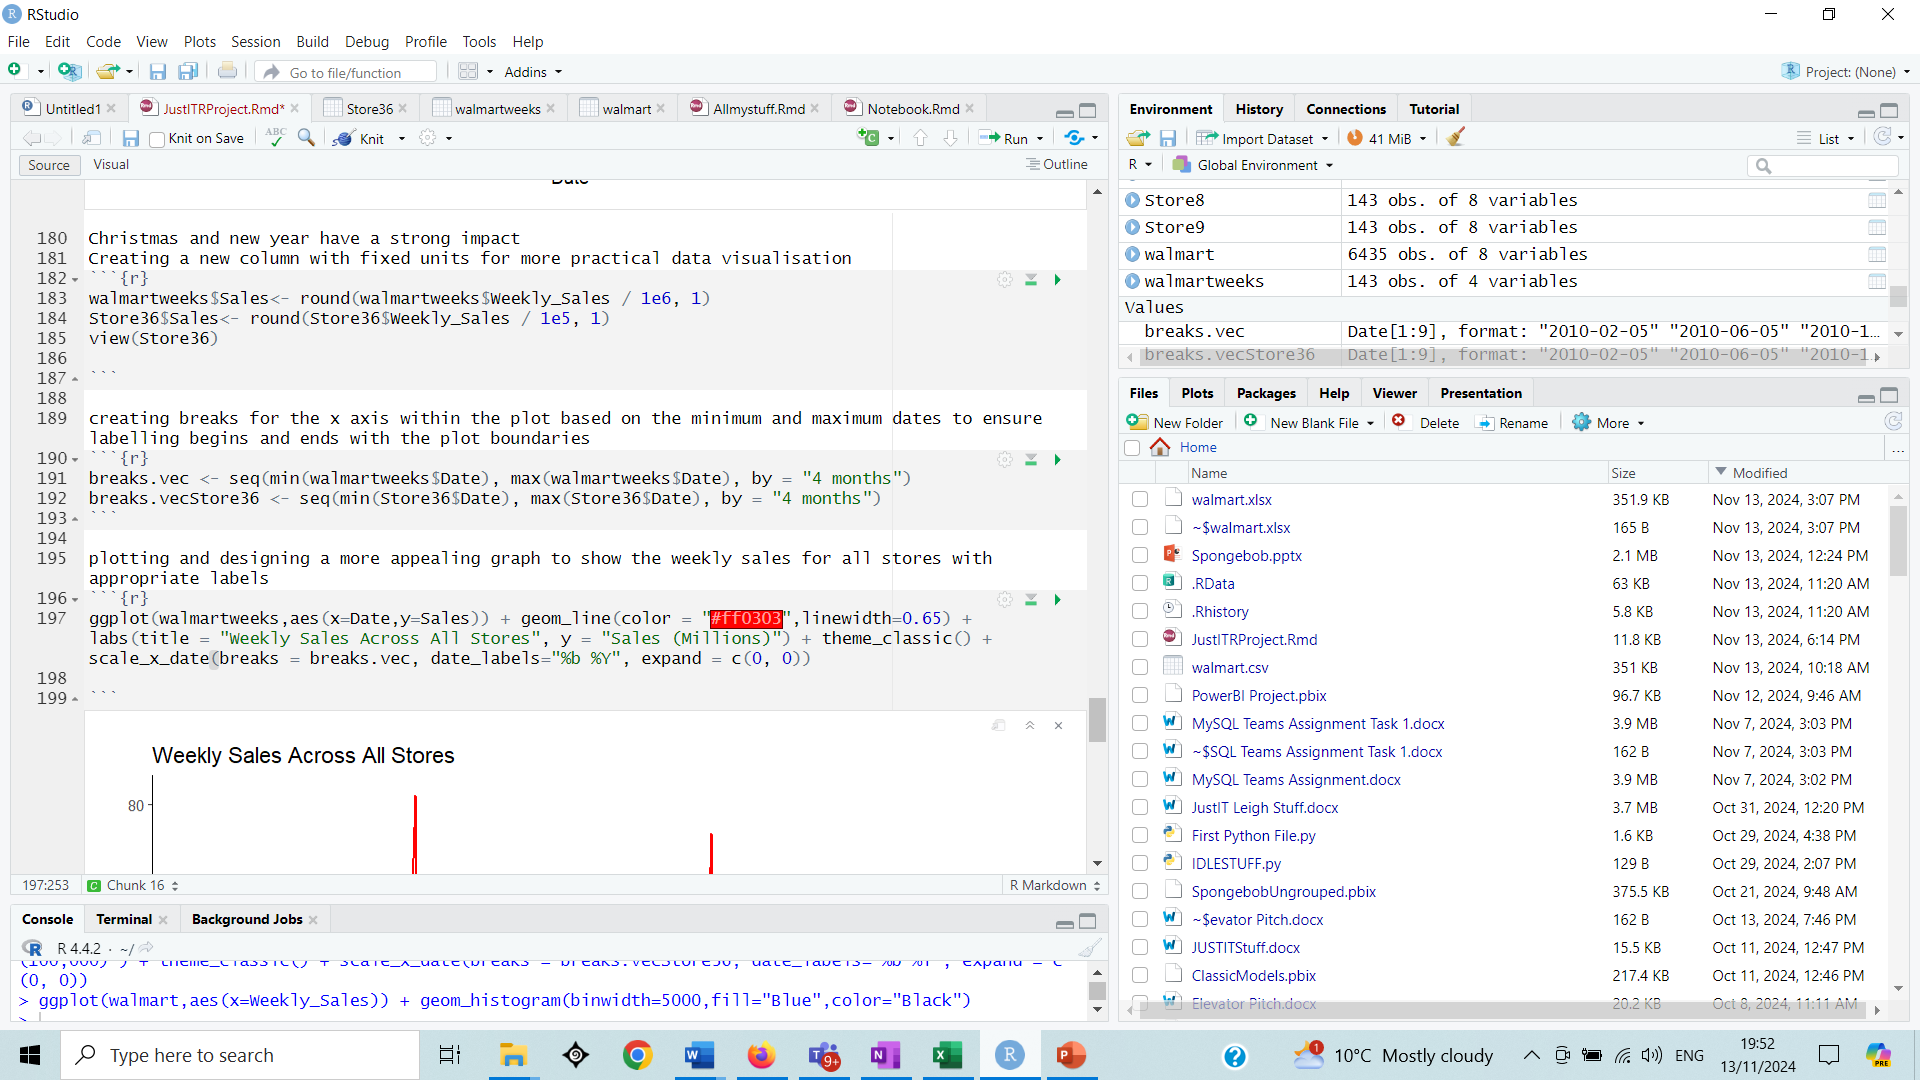 RStudio
File Edit Code View Plots Session Build Debug Profile Tools Help
Go to file/function Addins Project: (None)
Untitled1 JustITRProject.Rmd* Store36 walmartweeks walmart Allmystuff.Rmd Notebook.Rmd
Knit on Save ABC Knit Run
Source Visual Outline
Date
180 Christmas and new year have a strong impact
181 Creating a new column with fixed units for more practical data visualisation
182 ```{r}
183 walmartweeks$Sales<- round(walmartweeks$Weekly_Sales / 1e6, 1)
184 Store36$Sales<- round(Store36$Weekly_Sales / 1e5, 1)
185 view(Store36)
186
187 ```
188
189 creating breaks for the x axis within the plot based on the minimum and maximum dates to ensure
labelling begins and ends with the plot boundaries
190 ```{r}
191 breaks.vec <- seq(min(walmartweeks$Date), max(walmartweeks$Date), by = "4 months")
192 breaks.vecStore36 <- seq(min(Store36$Date), max(Store36$Date), by = "4 months")
193 ```
194
195 plotting and designing a more appealing graph to show the weekly sales for all stores with
appropriate labels
196 ```{r}
197 ggplot(walmartweeks,aes(x=Date,y=Sales)) + geom_line(color = "#ff0303",linewidth=0.65) +
labs(title = "Weekly Sales Across All Stores", y = "Sales (Millions)") + theme_classic() +
scale_x_date(breaks = breaks.vec, date_labels="%b %Y", expand = c(0, 0))
198
199 ```
Weekly Sales Across All Stores
80
197:253 Chunk 16 R Markdown
Console Terminal Background Jobs
R 4.4.2 · ~/
(100,000)") + theme_classic() + scale_x_date(breaks = breaks.vecStore36, date_labels="%b %Y", expand = c
(0, 0))
> ggplot(walmart,aes(x=Weekly_Sales)) + geom_histogram(binwidth=5000,fill="Blue",color="Black")
>
Environment History Connections Tutorial
Import Dataset 41 MiB List
R Global Environment
Store8 143 obs. of 8 variables
Store9 143 obs. of 8 variables
walmart 6435 obs. of 8 variables
walmartweeks 143 obs. of 4 variables
Values
breaks.vec Date[1:9], format: "2010-02-05" "2010-06-05" "2010-1...
breaks.vecStore36 Date[1:9], format: "2010-02-05" "2010-06-05" "2010-1...
Files Plots Packages Help Viewer Presentation
New Folder New Blank File Delete Rename More
Home ...
Name Size Modified
walmart.xlsx 351.9 KB Nov 13, 2024, 3:07 PM
~$walmart.xlsx 165 B Nov 13, 2024, 3:07 PM
Spongebob.pptx 2.1 MB Nov 13, 2024, 12:24 PM
.RData 63 KB Nov 13, 2024, 11:20 AM
.Rhistory 5.8 KB Nov 13, 2024, 11:20 AM
JustITRProject.Rmd 11.8 KB Nov 13, 2024, 6:14 PM
walmart.csv 351 KB Nov 13, 2024, 10:18 AM
PowerBI Project.pbix 96.7 KB Nov 12, 2024, 9:46 AM
MySQL Teams Assignment Task 1.docx 3.9 MB Nov 7, 2024, 3:03 PM
~$SQL Teams Assignment Task 1.docx 162 B Nov 7, 2024, 3:03 PM
MySQL Teams Assignment.docx 3.9 MB Nov 7, 2024, 3:02 PM
JustIT Leigh Stuff.docx 3.7 MB Oct 31, 2024, 12:20 PM
First Python File.py 1.6 KB Oct 29, 2024, 4:38 PM
IDLESTUFF.py 129 B Oct 29, 2024, 2:07 PM
SpongebobUngrouped.pbix 375.5 KB Oct 21, 2024, 9:48 AM
~$evator Pitch.docx 162 B Oct 13, 2024, 7:46 PM
JUSTITStuff.docx 15.5 KB Oct 11, 2024, 12:47 PM
ClassicModels.pbix 217.4 KB Oct 11, 2024, 12:46 PM
Elevator Pitch.docx 20.2 KB Oct 8, 2024, 11:11 AM
Type here to search 9+ 1 10°C Mostly cloudy ENG 19:52
13/11/2024 PRE